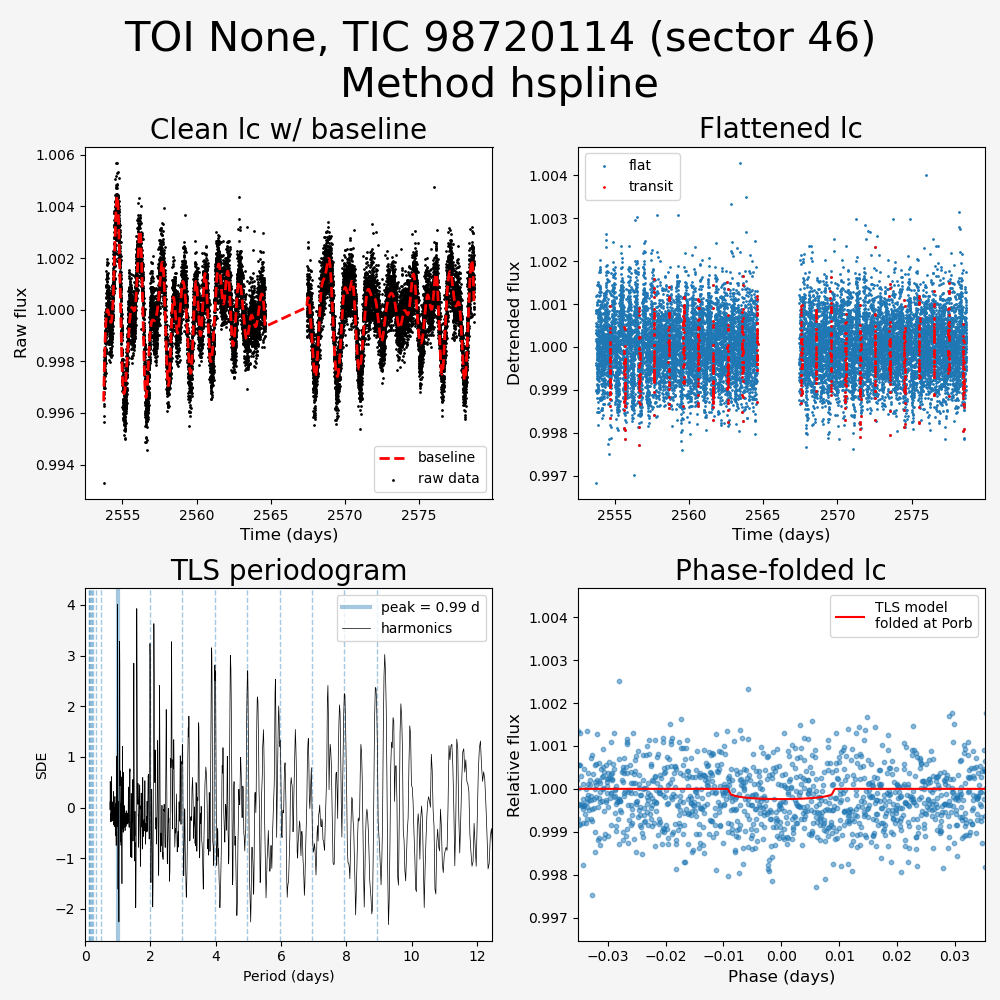 TOI None, TIC 98720114 (sector 46)
Method hspline
Clean lc w/ baseline
1.006
1.004
1.002
1.000
0.998
0.996
0.994
Raw flux
baseline
raw data
2555
2560
2565
2570
2575
Time (days)
Flattened lc
flat
transit
1.004
1.003
1.002
1.001
1.000
0.999
0.998
0.997
Detrended flux
2555
2560
2565
2570
2575
Time (days)
TLS periodogram
peak = 0.99 d
harmonics
4
3
2
1
0
−1
−2
SDE
0
2
4
6
8
10
12
Period (days)
Phase-folded lc
TLS model
folded at Porb
1.004
1.003
1.002
1.001
1.000
0.999
0.998
0.997
Relative flux
−0.03
−0.02
−0.01
0.00
0.01
0.02
0.03
Phase (days)